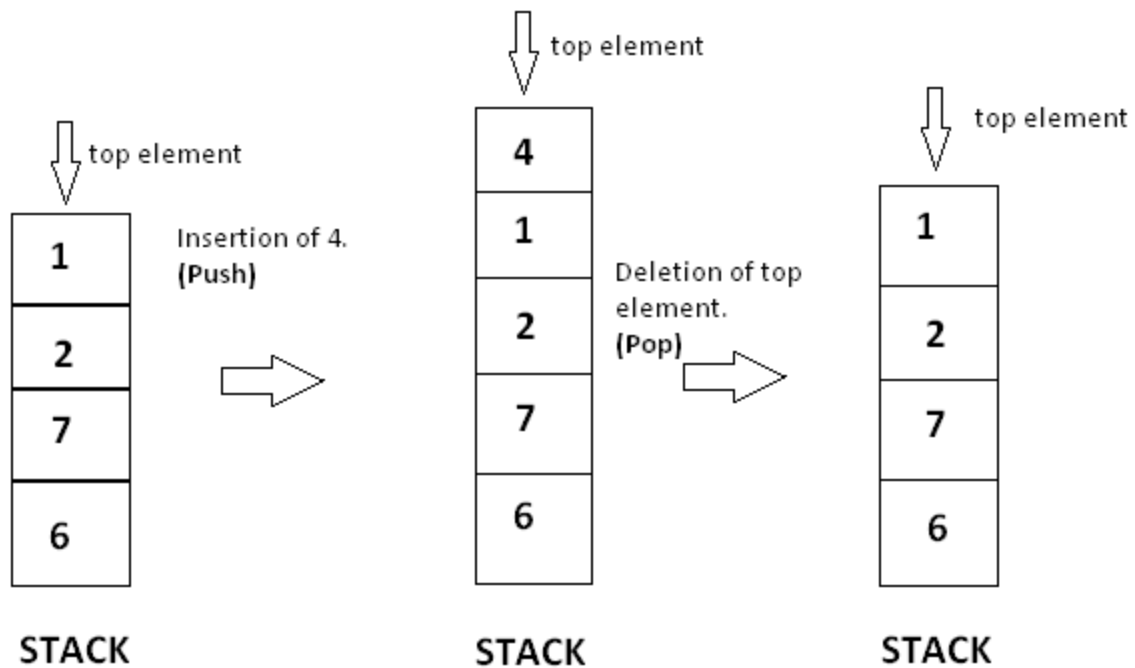 top element
1
2
7
6
STACK
Insertion of 4.
(Push)
top element
4
1
2
7
6
STACK
Deletion of top
element.
(Pop)
top element
1
2
7
6
STACK